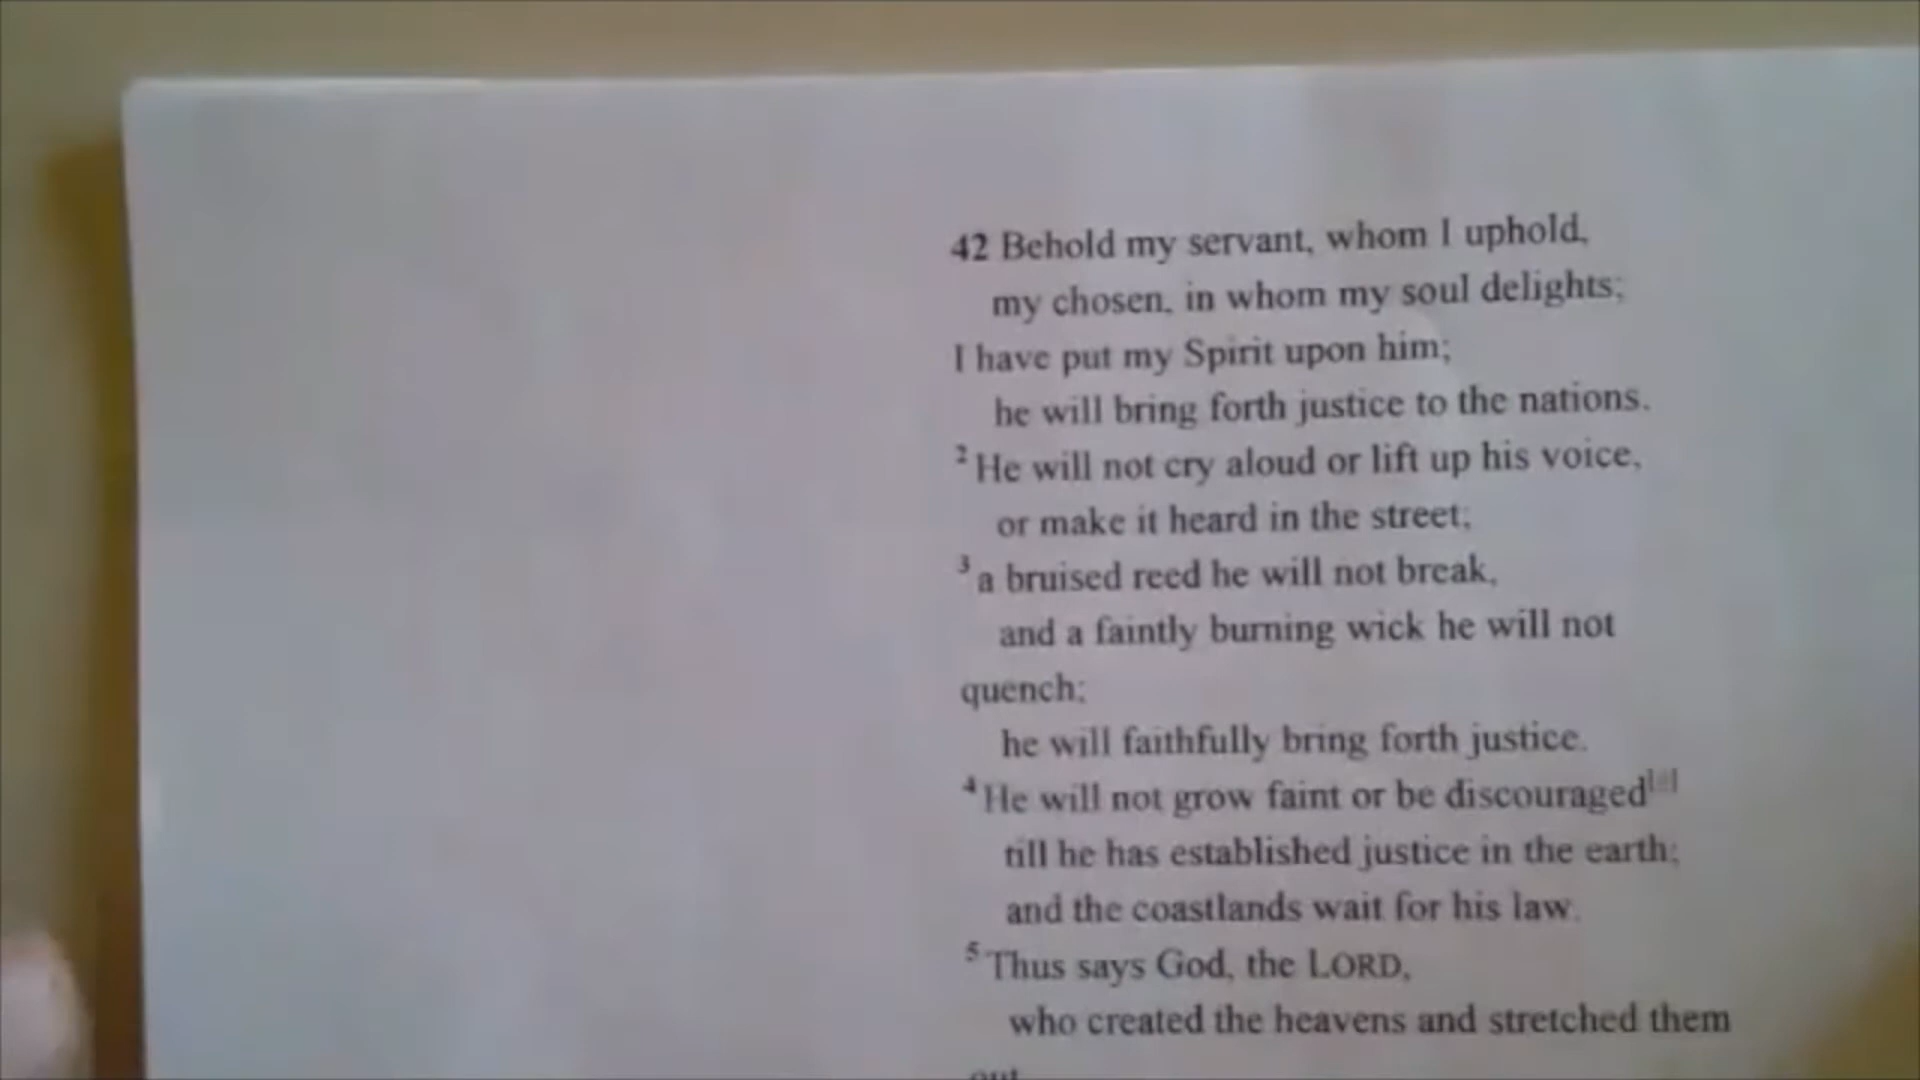 42 Behold my servant, whom I uphold,
my chosen, in whom my soul delights;
I have put my Spirit upon him;
he will bring forth justice to the nations.
2 He will not cry aloud or lift up his voice,
or make it heard in the street;
3 a bruised reed he will not break,
and a faintly burning wick he will not
quench;
he will faithfully bring forth justice.
4 He will not grow faint or be discouraged
till he has established justice in the earth;
and the coastlands wait for his law.
5 Thus says God, the LORD,
who created the heavens and stretched them